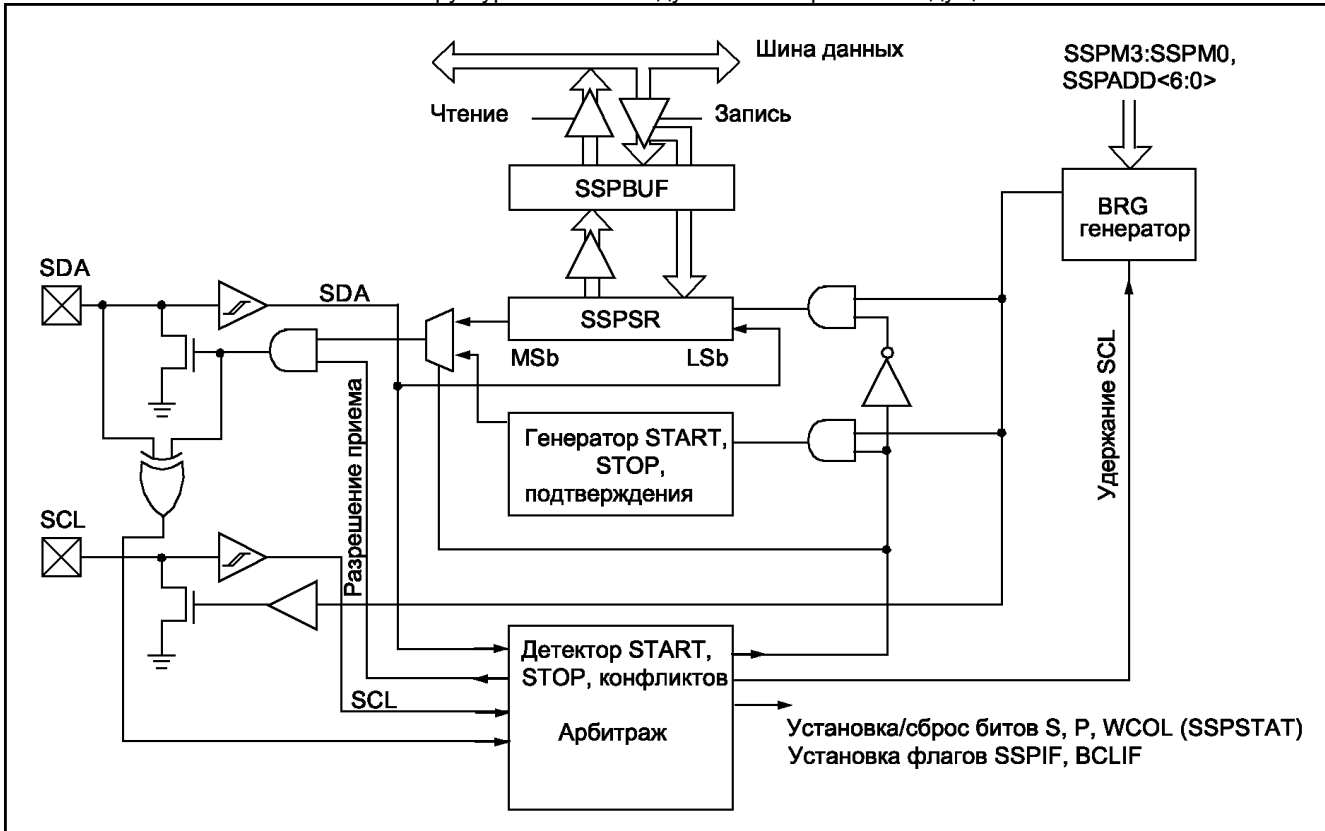 Шина данных
SSPM3:SSPM0,
SSPADD<6:0>
Чтение
Запись
SSPBUF
BRG
генератор
SDA
SDA
SSPSR
MSb
LSb
Удержание SCL
Разрешение приема
Генератор START,
STOP,
подтверждения
SCL
Детектор START,
STOP, конфликтов
SCL
Арбитраж
Установка/сброс битов S, P, WCOL (SSPSTAT)
Установка флагов SSPIF, BCLIF